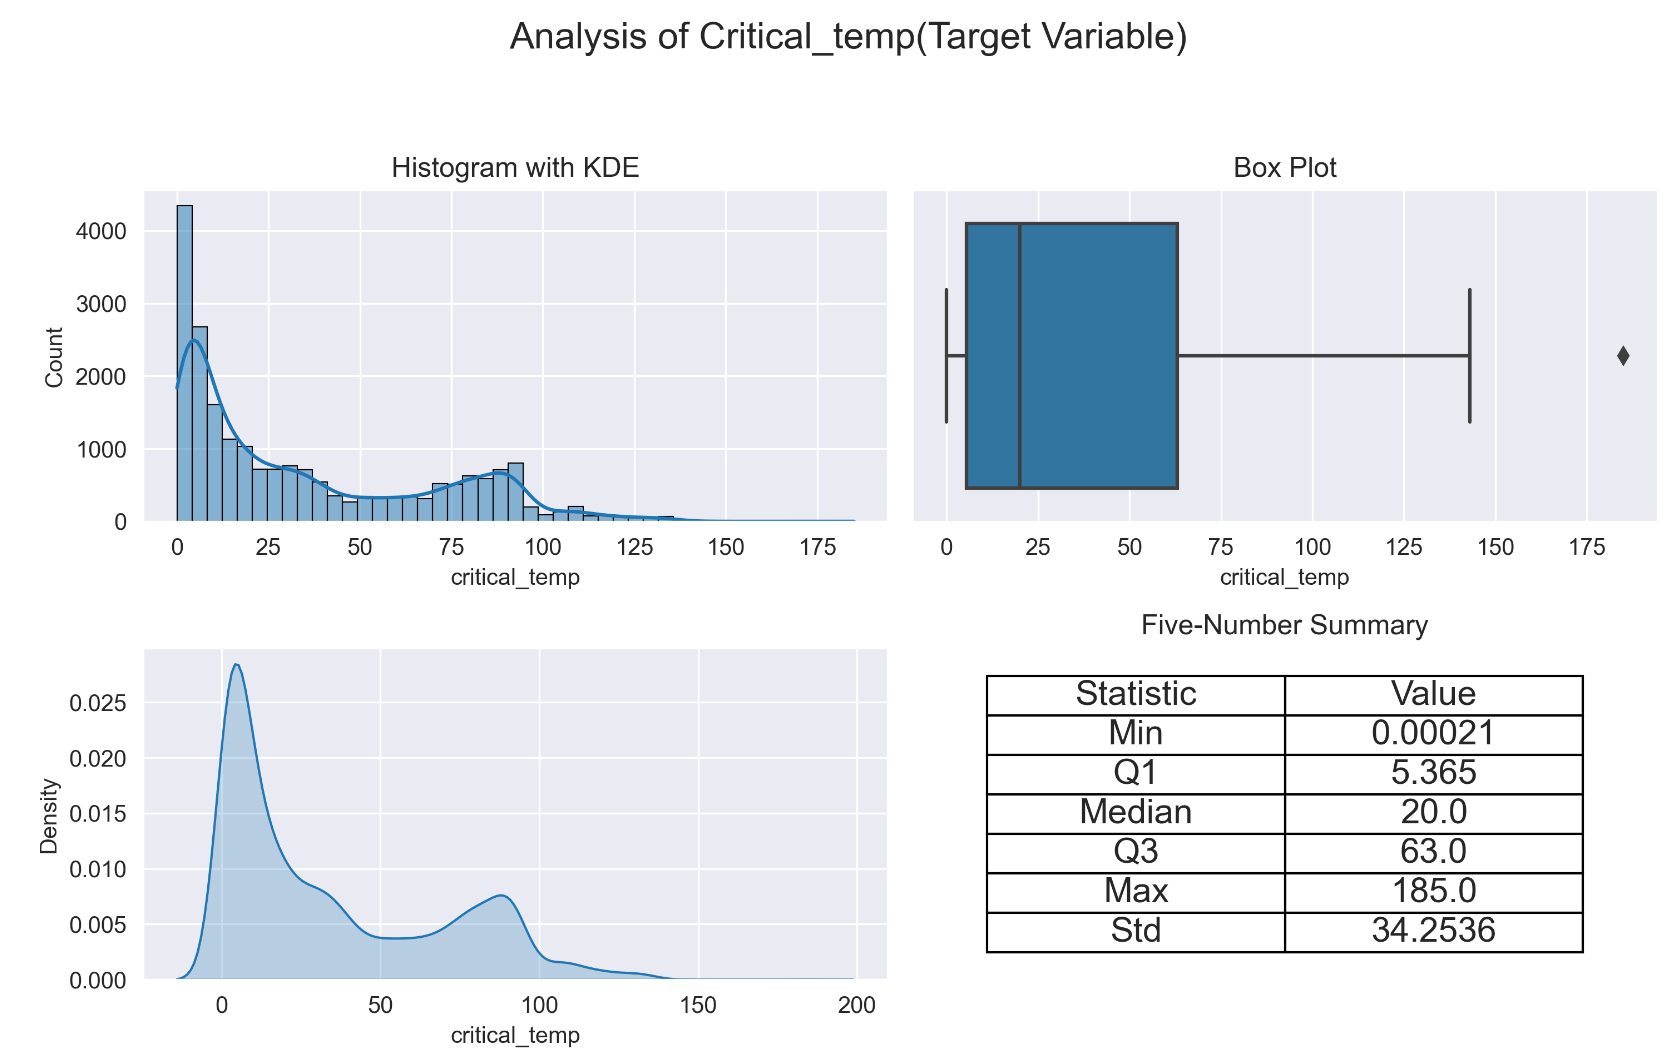 Analysis of Critical_temp(Target Variable)
Histogram with KDE
4000
3000
2000
1000
0
Count
0 25 50 75 100 125 150 175
critical_temp
Box Plot
0 25 50 75 100 125 150 175
critical_temp
0.025
0.020
0.015
0.010
0.005
0.000
Density
0 50 100 150 200
critical_temp
Five-Number Summary
Statistic Value
Min 0.00021
Q1 5.365
Median 20.0
Q3 63.0
Max 185.0
Std 34.2536